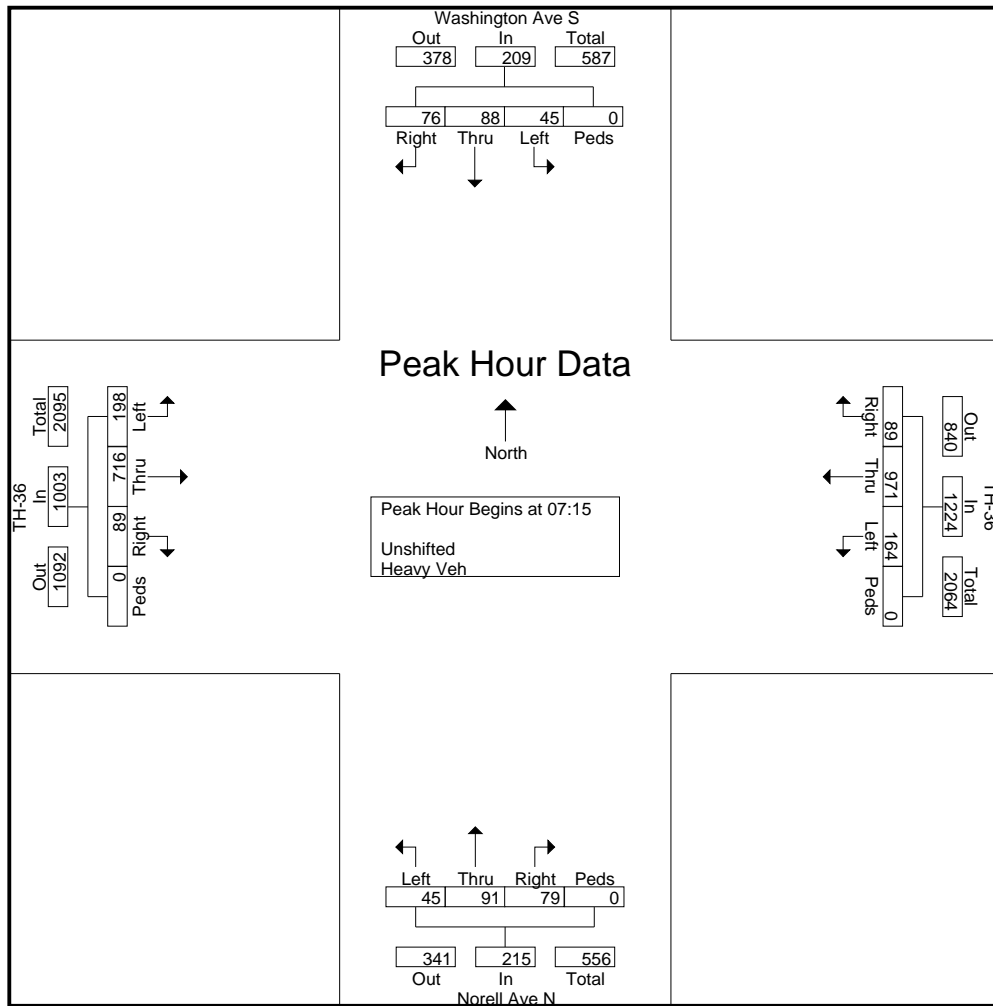 Washington Ave S
Out In Total
378 209 587
76 88 45 0
Right Thru Left Peds
Peak Hour Data
North
Peak Hour Begins at 07:15
Unshifted
Heavy Veh
TH-36
Total In Out
2095 1003 1092
198 716 89 0
Left Thru Right Peds
TH-36
Out In Total
840 1224 2064
89 971 164 0
Right Thru Left Peds
Left Thru Right Peds
45 91 79 0
341 215 556
Out In Total
Norell Ave N